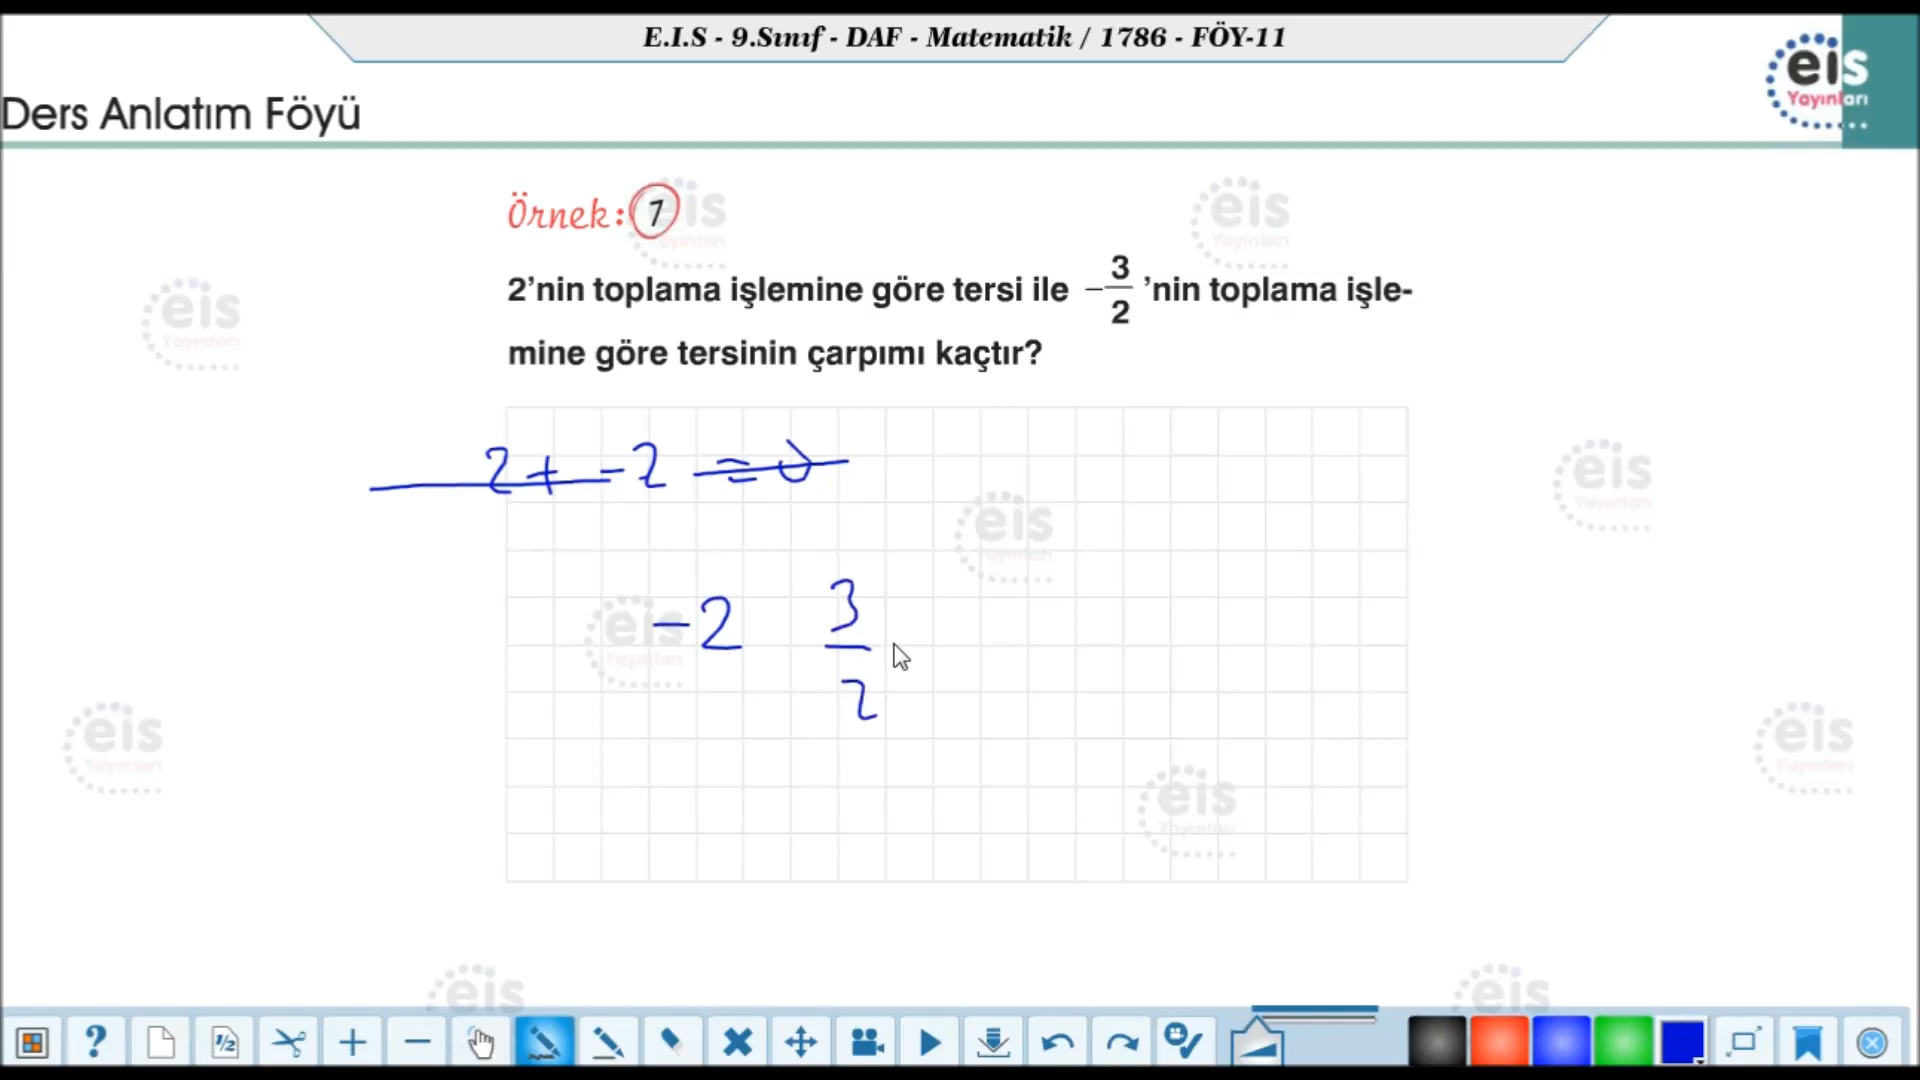 E.I.S - 9.Sınıf - DAF - Matematik / 1786 - FÖY-11
eis
Yayınları
Ders Anlatım Föyü
Örnek: 7
2’nin toplama işlemine göre tersi ile -3/2 ’nin toplama işle-
mine göre tersinin çarpımı kaçtır?
2 + -2 = 0
-2 3/2